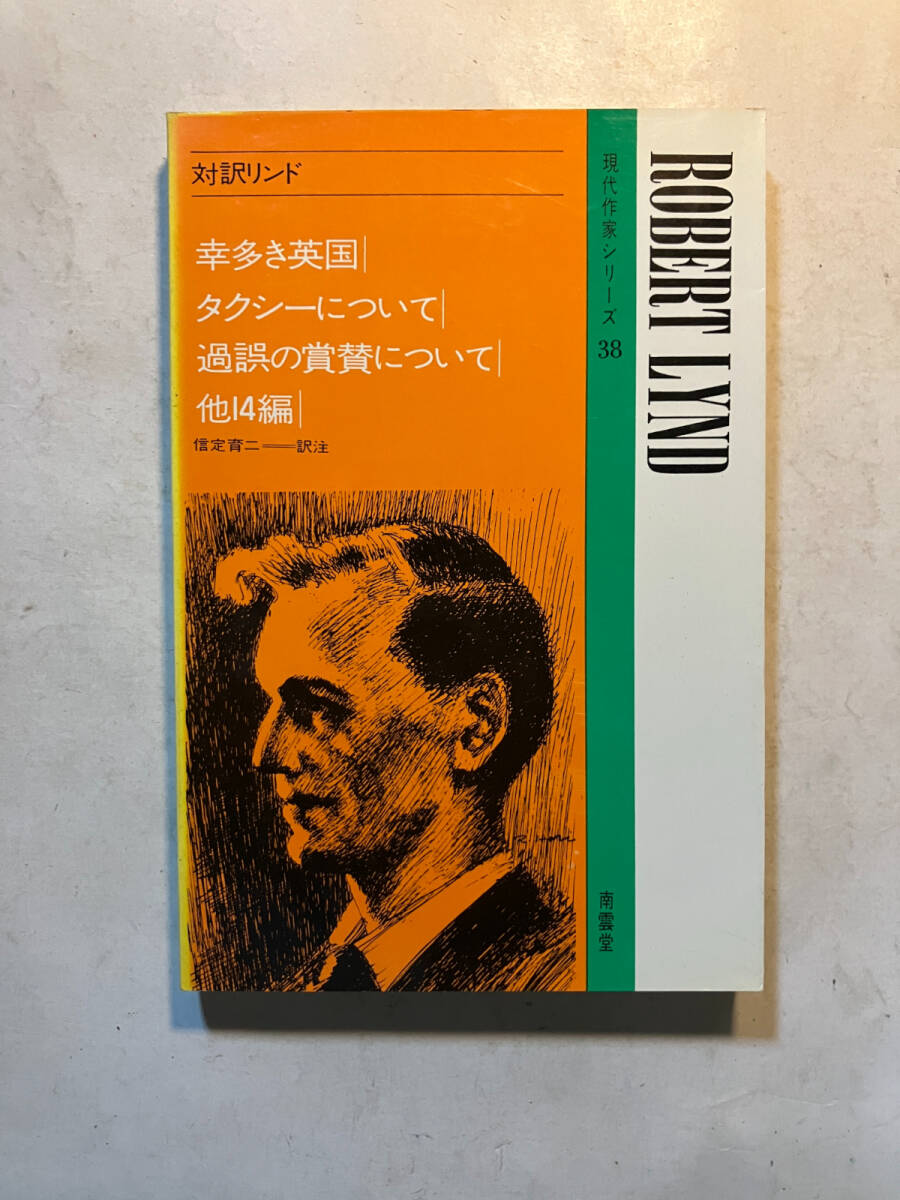 対訳リンド
幸多き英国
タクシーについて
過誤の賞賛について
他14編
信定育二──訳注
現代作家シリーズ 38
南雲堂
ROBERT LYND